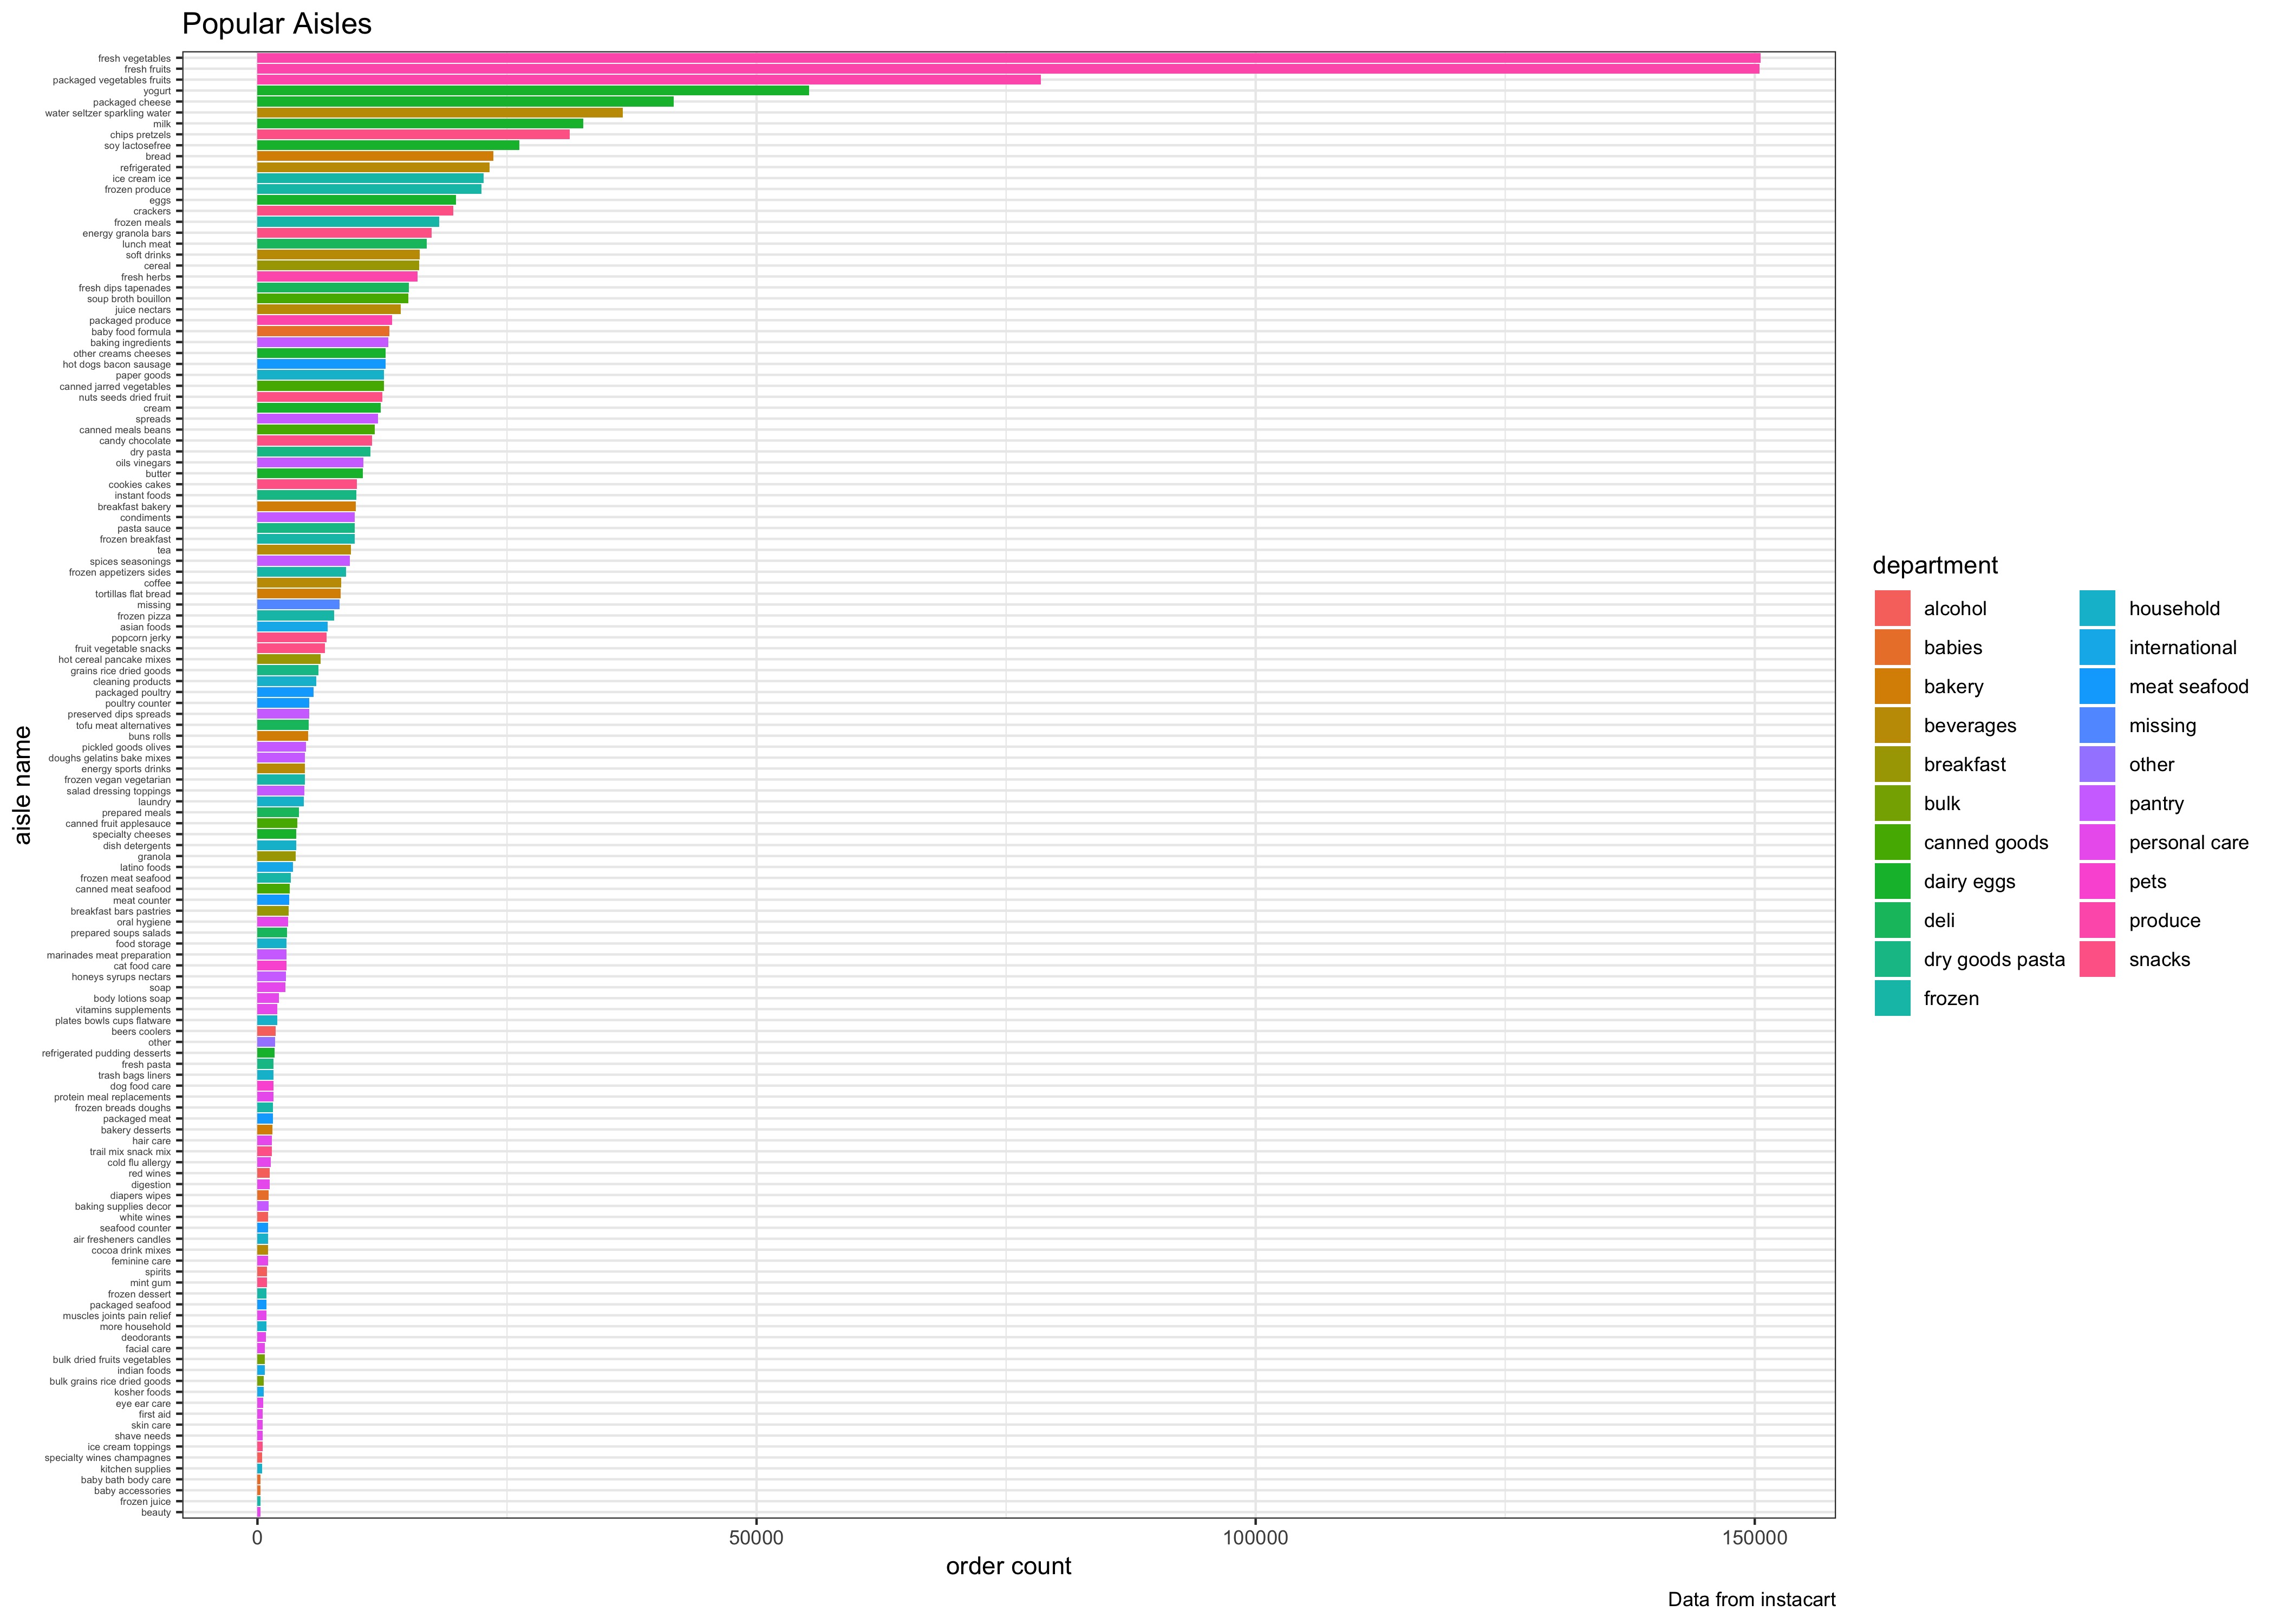 Popular Aisles
fresh vegetables
fresh fruits
packaged vegetables fruits
yogurt
packaged cheese
water seltzer sparkling water
milk
chips pretzels
soy lactosefree
bread
refrigerated
ice cream ice
frozen produce
eggs
crackers
frozen meals
energy granola bars
lunch meat
soft drinks
cereal
fresh herbs
fresh dips tapenades
soup broth bouillon
juice nectars
packaged produce
baby food formula
baking ingredients
other creams cheeses
hot dogs bacon sausage
paper goods
canned jarred vegetables
nuts seeds dried fruit
cream
spreads
canned meals beans
candy chocolate
dry pasta
oils vinegars
butter
cookies cakes
instant foods
breakfast bakery
condiments
pasta sauce
frozen breakfast
tea
spices seasonings
frozen appetizers sides
coffee
tortillas flat bread
missing
frozen pizza
asian foods
popcorn jerky
fruit vegetable snacks
hot cereal pancake mixes
grains rice dried goods
cleaning products
packaged poultry
poultry counter
preserved dips spreads
tofu meat alternatives
buns rolls
pickled goods olives
doughs gelatins bake mixes
energy sports drinks
frozen vegan vegetarian
salad dressing toppings
laundry
prepared meals
canned fruit applesauce
specialty cheeses
dish detergents
granola
latino foods
frozen meat seafood
canned meat seafood
meat counter
breakfast bars pastries
oral hygiene
prepared soups salads
food storage
marinades meat preparation
cat food care
honeys syrups nectars
soap
body lotions soap
vitamins supplements
plates bowls cups flatware
beers coolers
other
refrigerated pudding desserts
fresh pasta
trash bags liners
dog food care
protein meal replacements
frozen breads doughs
packaged meat
bakery desserts
hair care
trail mix snack mix
cold flu allergy
red wines
digestion
diapers wipes
baking supplies decor
white wines
seafood counter
air fresheners candles
cocoa drink mixes
feminine care
spirits
mint gum
frozen dessert
packaged seafood
muscles joints pain relief
more household
deodorants
facial care
bulk dried fruits vegetables
indian foods
bulk grains rice dried goods
kosher foods
eye ear care
first aid
skin care
shave needs
ice cream toppings
specialty wines champagnes
kitchen supplies
baby bath body care
baby accessories
frozen juice
beauty
aisle name
0 50000 100000 150000
order count
Data from instacart
department
alcohol
babies
bakery
beverages
breakfast
bulk
canned goods
dairy eggs
deli
dry goods pasta
frozen
household
international
meat seafood
missing
other
pantry
personal care
pets
produce
snacks